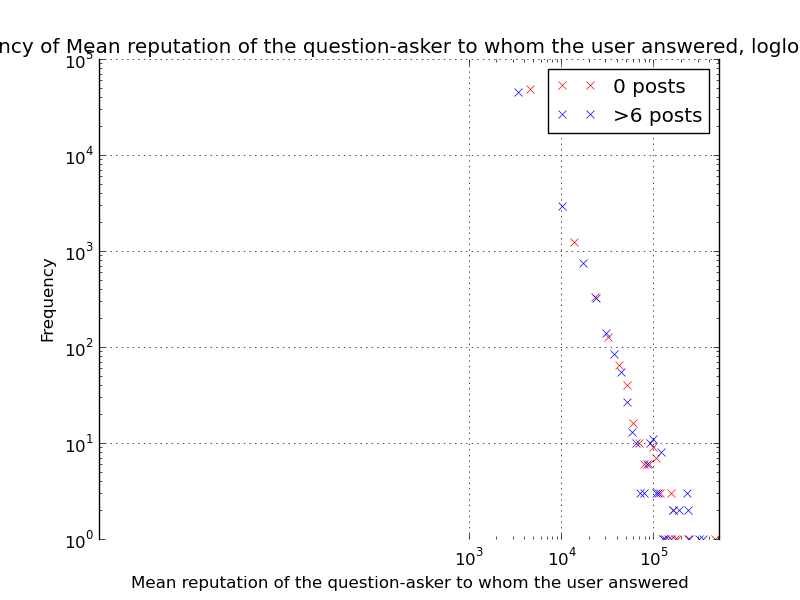 ncy of Mean reputation of the question-asker to whom the user answered, loglo
10^5
0 posts
>6 posts
10^4
10^3
10^2
10^1
10^0
Frequency
10^3 10^4 10^5
Mean reputation of the question-asker to whom the user answered